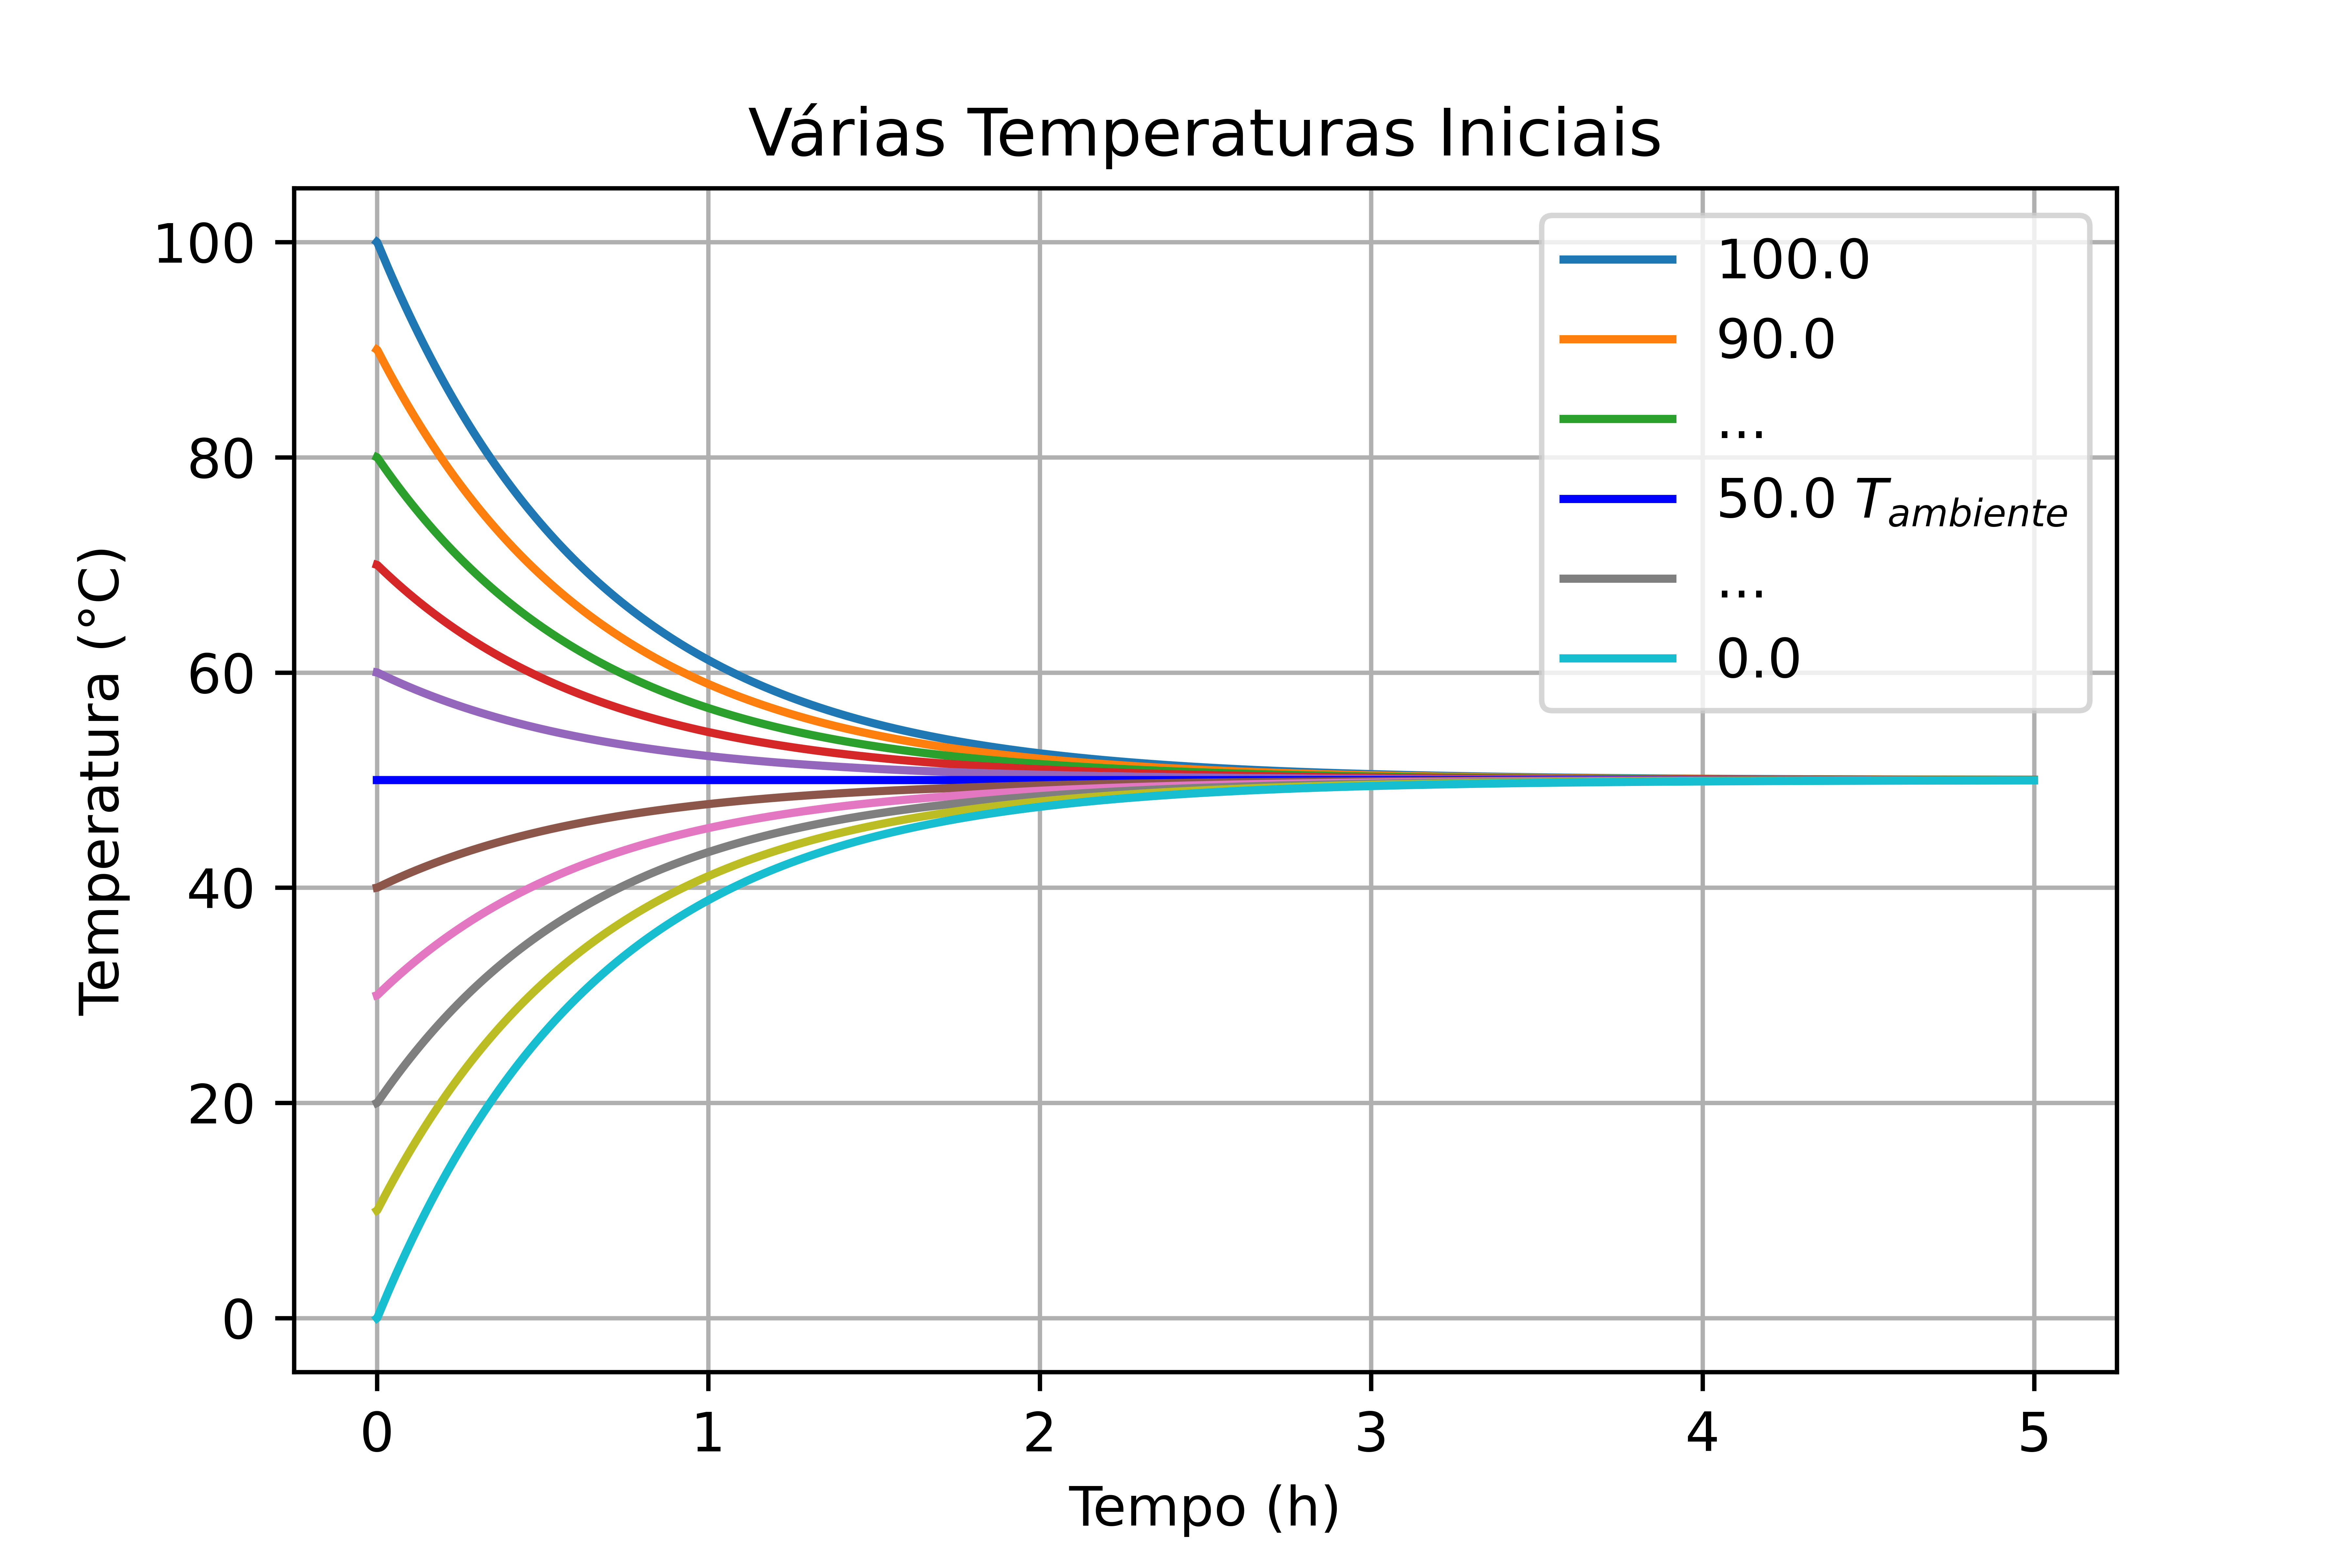 Várias Temperaturas Iniciais
100.0
90.0
...
50.0 T_ambiente
...
0.0
Temperatura (°C)
100
80
60
40
20
0
0 1 2 3 4 5
Tempo (h)